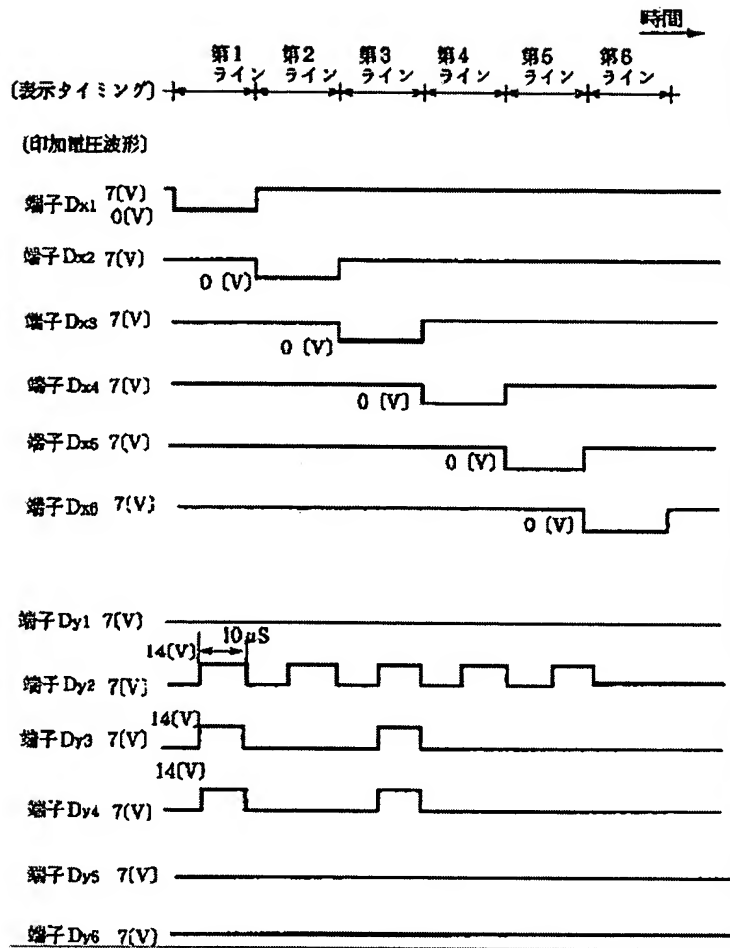 時間
第1 第2 第3 第4 第5 第6
ライン ライン ライン ライン ライン ライン
〔表示タイミング〕
〔印加電圧波形〕
端子Dx1 7〔V〕
0〔V〕
端子Dx2 7〔V〕
0〔V〕
端子Dx3 7〔V〕
0〔V〕
端子Dx4 7〔V〕
0〔V〕
端子Dx5 7〔V〕
0〔V〕
端子Dx6 7〔V〕
0〔V〕
端子Dy1 7〔V〕
14〔V〕 10μS
端子Dy2 7〔V〕
14〔V〕
端子Dy3 7〔V〕
14〔V〕
端子Dy4 7〔V〕
端子Dy5 7〔V〕
端子Dy6 7〔V〕